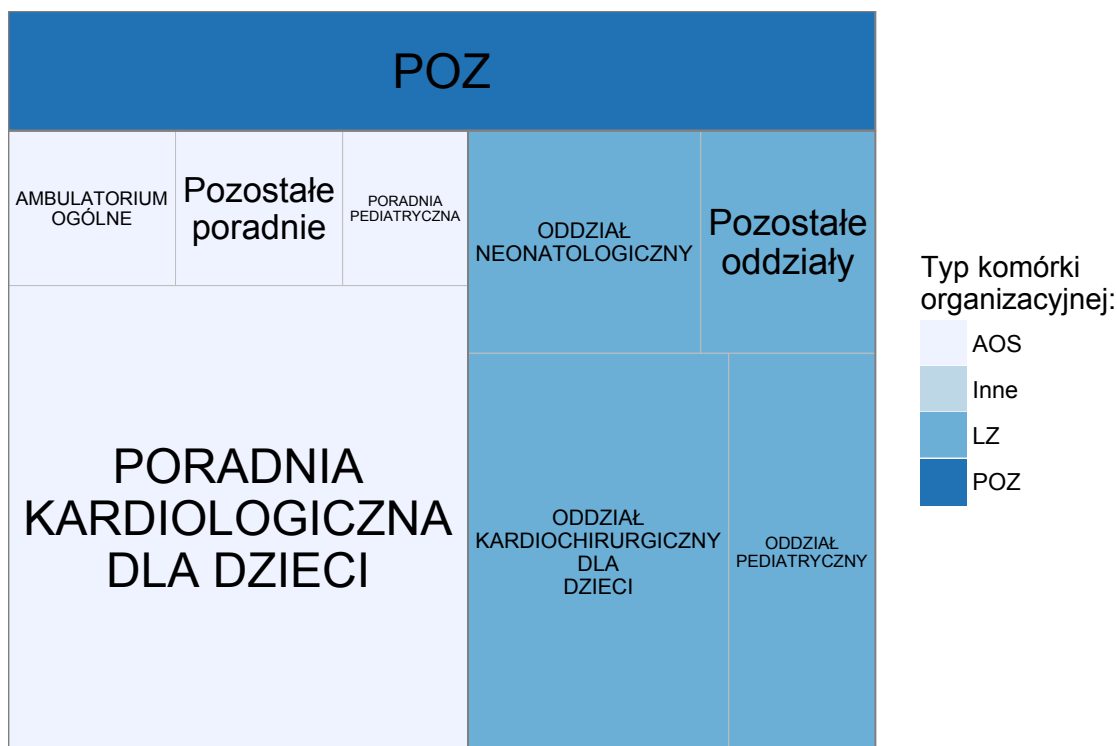 POZ
AMBULATORIUM
OGÓLNE
Pozostałe
poradnie
PORADNIA
PEDIATRYCZNA
ODDZIAŁ
NEONATOLOGICZNY
Pozostałe
oddziały
PORADNIA
KARDIOLOGICZNA
DLA DZIECI
ODDZIAŁ
KARDIOCHIRURGICZNY
DLA
DZIECI
ODDZIAŁ
PEDIATRYCZNY
Typ komórki
organizacyjnej:
AOS
Inne
LZ
POZ